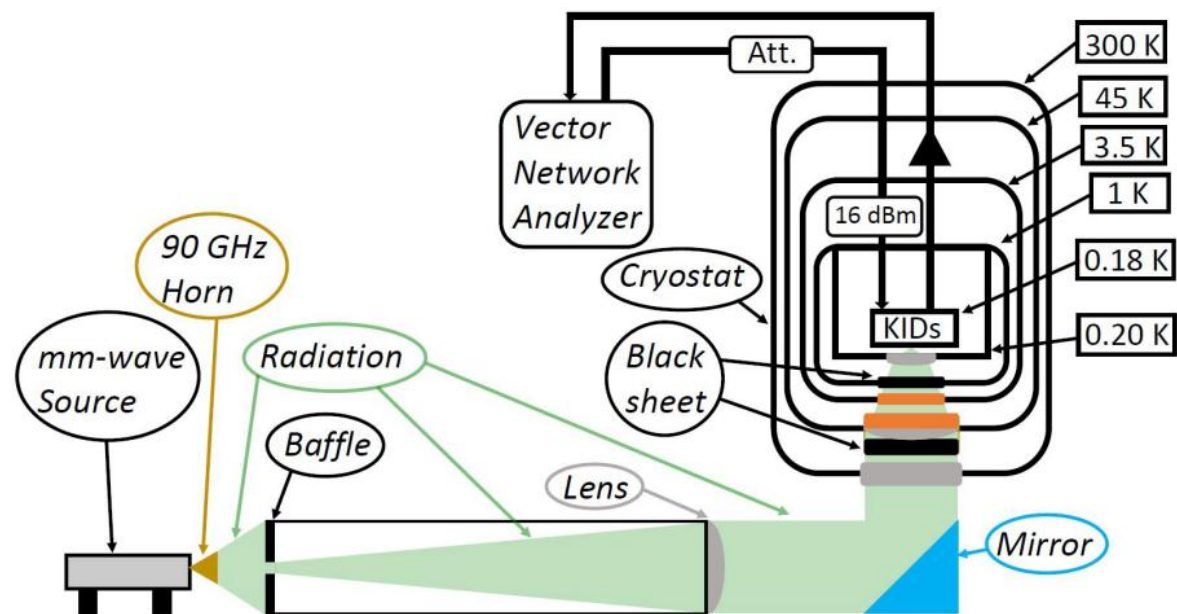 Att.
300 K
45 K
3.5 K
1 K
0.18 K
0.20 K
Vector
Network
Analyzer
16 dBm
KIDs
Cryostat
Black
sheet
90 GHz
Horn
mm-wave
Source
Radiation
Baffle
Lens
Mirror